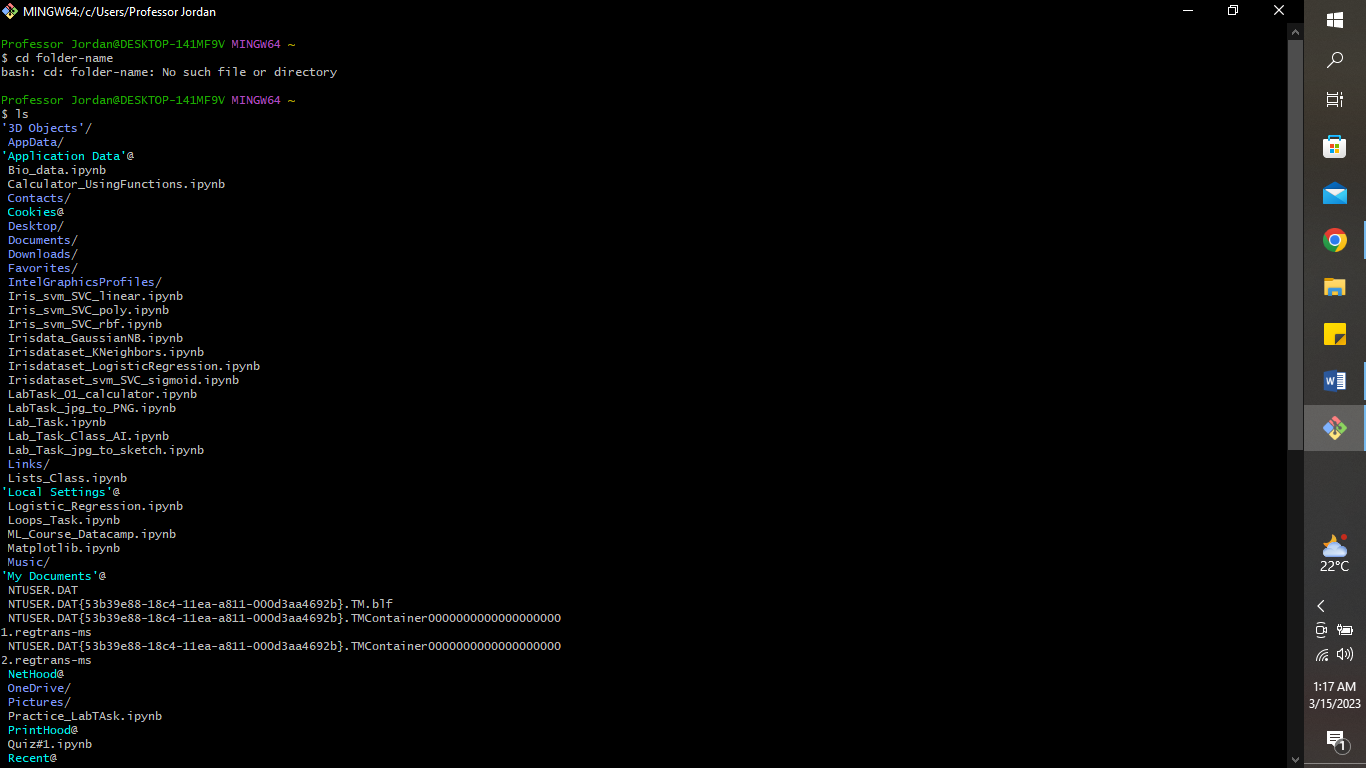 MINGW64:/c/Users/Professor Jordan
Professor Jordan@DESKTOP-141MF9V MINGW64 ~
$ cd folder-name
bash: cd: folder-name: No such file or directory
Professor Jordan@DESKTOP-141MF9V MINGW64 ~
$ ls
'3D Objects'/
AppData/
'Application Data'@
Bio_data.ipynb
Calculator_UsingFunctions.ipynb
Contacts/
Cookies@
Desktop/
Documents/
Downloads/
Favorites/
IntelGraphicsProfiles/
Iris_svm_SVC_linear.ipynb
Iris_svm_SVC_poly.ipynb
Iris_svm_SVC_rbf.ipynb
Irisdata_GaussianNB.ipynb
Irisdataset_KNeighbors.ipynb
Irisdataset_LogisticRegression.ipynb
Irisdataset_svm_SVC_sigmoid.ipynb
LabTask_01_calculator.ipynb
LabTask_jpg_to_PNG.ipynb
Lab_Task.ipynb
Lab_Task_Class_AI.ipynb
Lab_Task_jpg_to_sketch.ipynb
Links/
Lists_Class.ipynb
'Local Settings'@
Logistic_Regression.ipynb
Loops_Task.ipynb
ML_Course_Datacamp.ipynb
Matplotlib.ipynb
Music/
'My Documents'@
NTUSER.DAT
NTUSER.DAT{53b39e88-18c4-11ea-a811-000d3aa4692b}.TM.blf
NTUSER.DAT{53b39e88-18c4-11ea-a811-000d3aa4692b}.TMContainer0000000000000000000
1.regtrans-ms
NTUSER.DAT{53b39e88-18c4-11ea-a811-000d3aa4692b}.TMContainer0000000000000000000
2.regtrans-ms
NetHood@
OneDrive/
Pictures/
Practice_LabTAsk.ipynb
PrintHood@
Quiz#1.ipynb
Recent@
W
22°C
1:17 AM
3/15/2023
1